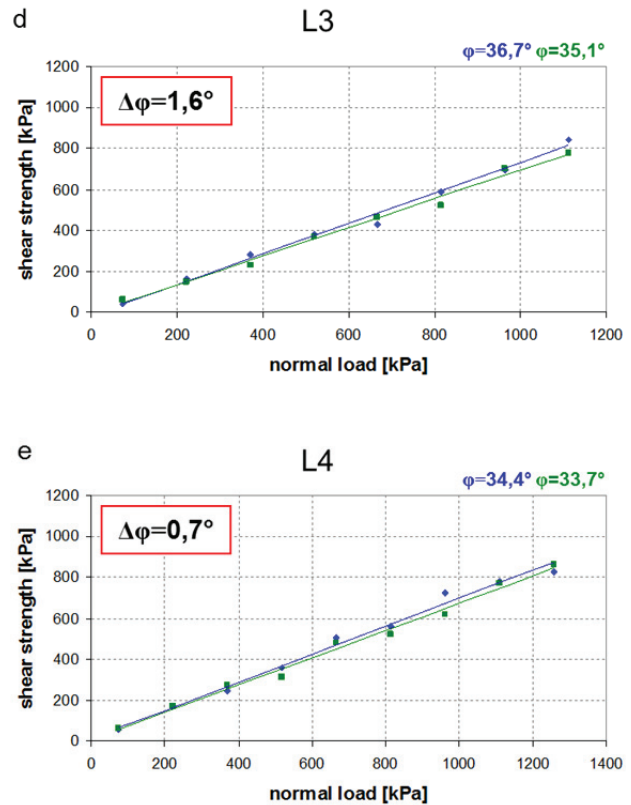 d
L3
φ=36,7° φ=35,1°
Δφ=1,6°
shear strength [kPa]
1200
1000
800
600
400
200
0
0 200 400 600 800 1000 1200
normal load [kPa]
e
L4
φ=34,4° φ=33,7°
Δφ=0,7°
shear strength [kPa]
1200
1000
800
600
400
200
0
0 200 400 600 800 1000 1200 1400
normal load [kPa]